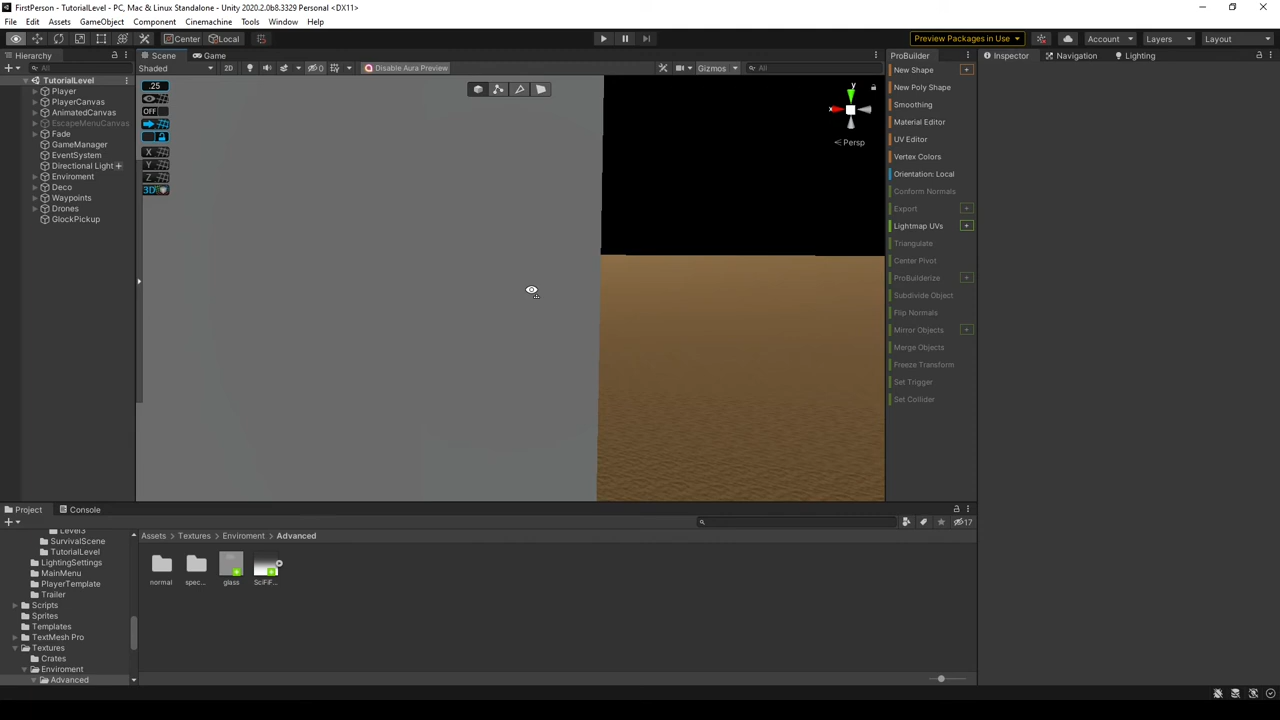 FirstPerson - TutorialLevel - PC, Mac & Linux Standalone - Unity 2020.2.0b8.3329 Personal <DX11>
File Edit Assets GameObject Component Cinemachine Tools Window Help
Center Local Preview Packages in Use Account Layers Layout
Hierarchy Scene Game ProBuilder Inspector Navigation Lighting
All Shaded 2D 0 Disable Aura Preview Gizmos All
TutorialLevel
Player
PlayerCanvas
AnimatedCanvas
EscapeMenuCanvas
Fade
GameManager
EventSystem
Directional Light
Enviroment
Deco
Waypoints
Drones
GlockPickup
.25
OFF
X
Y
Z
3D
y
x
Persp
New Shape
New Poly Shape
Smoothing
Material Editor
UV Editor
Vertex Colors
Orientation: Local
Conform Normals
Export
Lightmap UVs
Triangulate
Center Pivot
ProBuilderize
Subdivide Object
Flip Normals
Mirror Objects
Merge Objects
Freeze Transform
Set Trigger
Set Collider
Project Console
17
Level3
SurvivalScene
TutorialLevel
LightingSettings
MainMenu
PlayerTemplate
Trailer
Scripts
Sprites
Templates
TextMesh Pro
Textures
Crates
Enviroment
Advanced
Assets Textures Enviroment Advanced
normal spec... glass SciFiF...